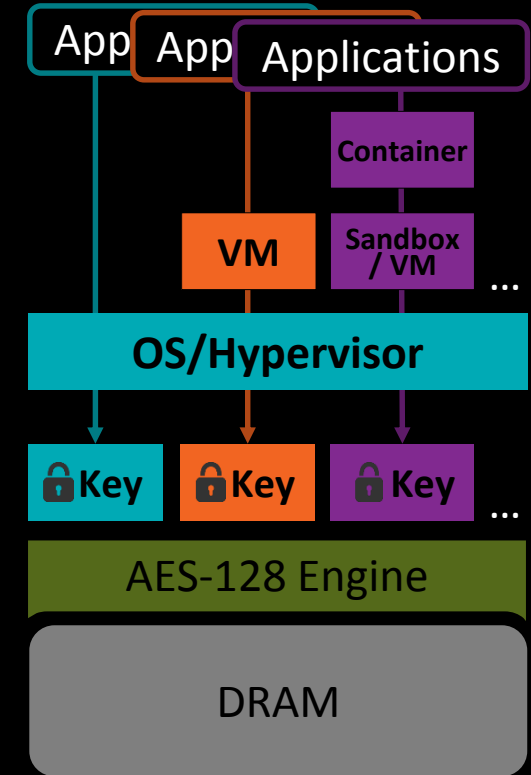 App
App
Applications
Container
VM
Sandbox
/ VM
...
OS/Hypervisor
Key
Key
Key
...
AES-128 Engine
DRAM